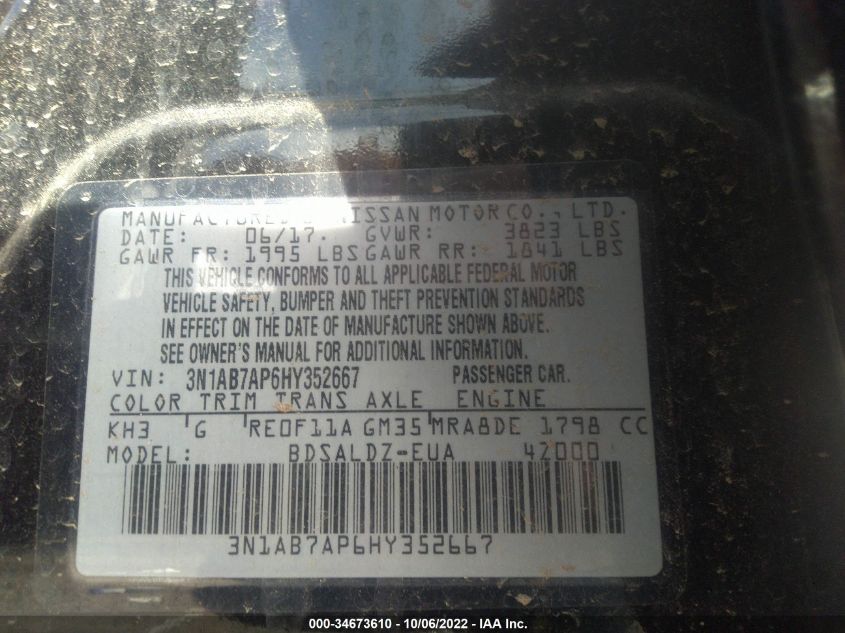 MANUFACTURED BY NISSAN MOTOR CO., LTD.
DATE: 06/17. GVWR: 3823 LBS
GAWR FR: 1995 LBS GAWR RR: 1841 LBS
THIS VEHICLE CONFORMS TO ALL APPLICABLE FEDERAL MOTOR
VEHICLE SAFETY, BUMPER AND THEFT PREVENTION STANDARDS
IN EFFECT ON THE DATE OF MANUFACTURE SHOWN ABOVE.
SEE OWNER'S MANUAL FOR ADDITIONAL INFORMATION.
VIN: 3N1AB7AP6HY352667 PASSENGER CAR.
COLOR TRIM TRANS AXLE ENGINE
KH3 G RE0F11A GM35 MRA8DE 1798 CC
MODEL: BDSALDZ-EUA 42000
3N1AB7AP6HY352667
000-34673610 - 10/06/2022 - IAA Inc.